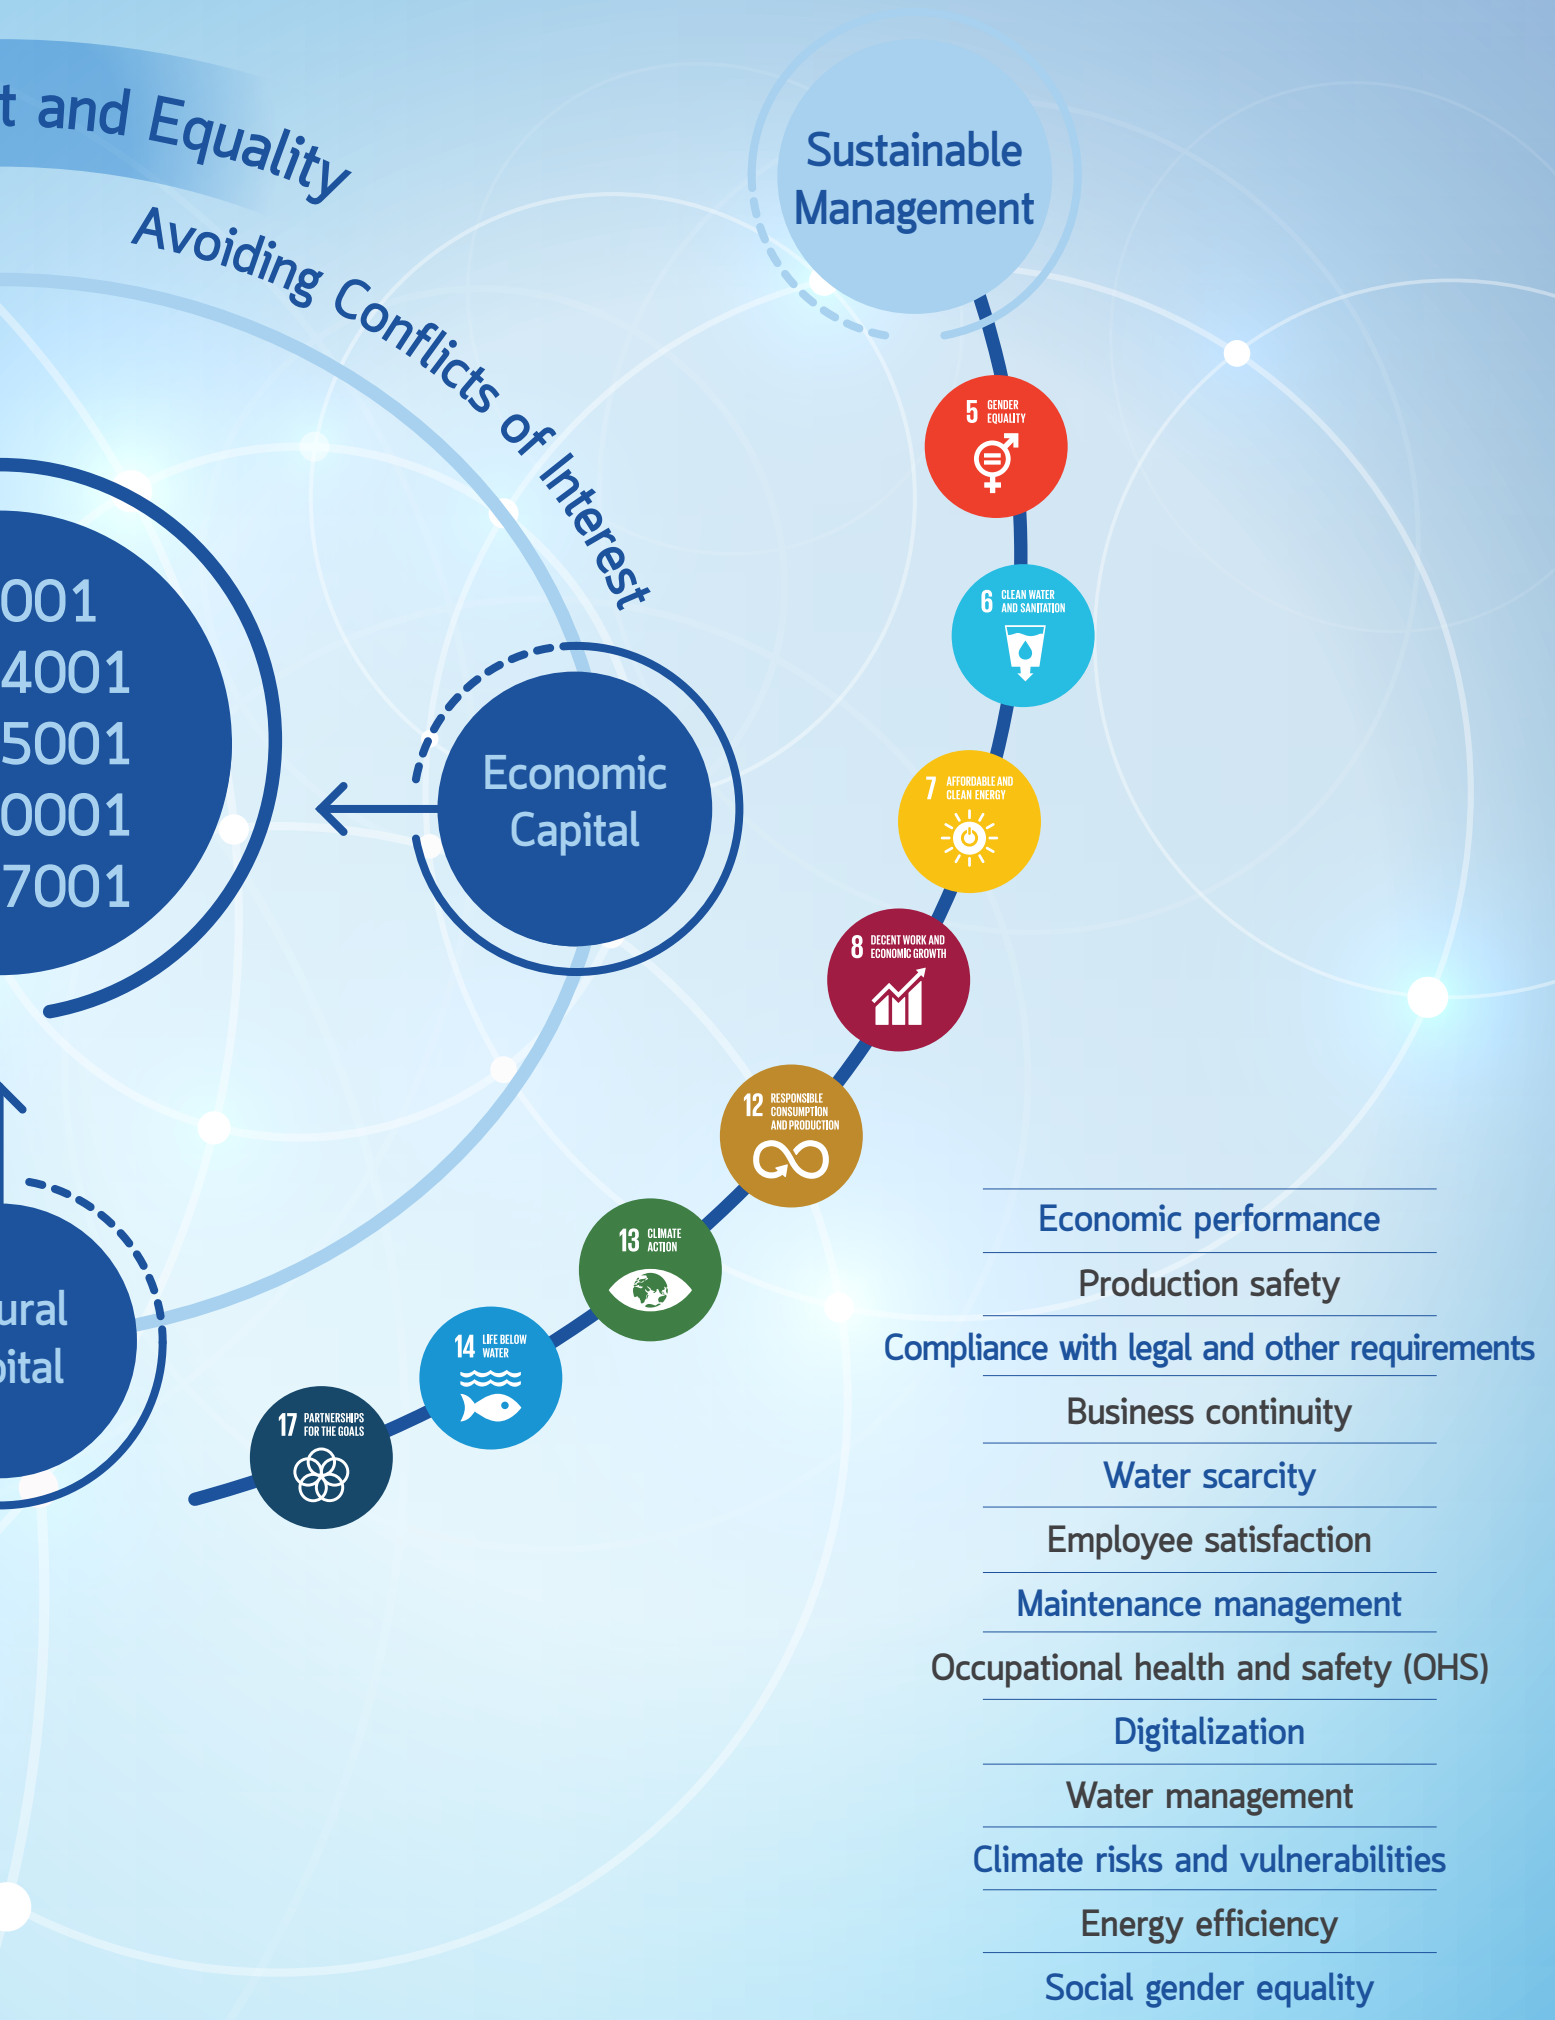 t and Equality
Avoiding Conflicts of Interest
Sustainable
Management
5 GENDER
EQUALITY
6 CLEAN WATER
AND SANITATION
001
4001
5001
0001
7001
Economic
Capital
7 AFFORDABLE AND
CLEAN ENERGY
8 DECENT WORK AND
ECONOMIC GROWTH
12 RESPONSIBLE
CONSUMPTION
AND PRODUCTION
13 CLIMATE
ACTION
ural
pital
14 LIFE BELOW
WATER
17 PARTNERSHIPS
FOR THE GOALS
Economic performance
Production safety
Compliance with legal and other requirements
Business continuity
Water scarcity
Employee satisfaction
Maintenance management
Occupational health and safety (OHS)
Digitalization
Water management
Climate risks and vulnerabilities
Energy efficiency
Social gender equality